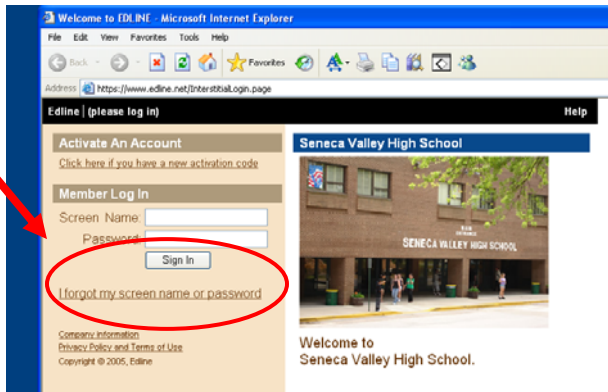 Welcome to EDLINE - Microsoft Internet Explorer
File Edit View Favorites Tools Help
Back Favorites
Address https://www.edline.net/InterstitialLogin.page
Edline | (please log in) Help
Activate An Account
Click here if you have a new activation code
Member Log In
Screen Name:
Password:
Sign In
I forgot my screen name or password
Company Information
Privacy Policy and Terms of Use
Copyright © 2005, Edline
Seneca Valley High School
MAIN
ENTRANCE
SENECA VALLEY HIGH SCHOOL
Welcome to
Seneca Valley High School.